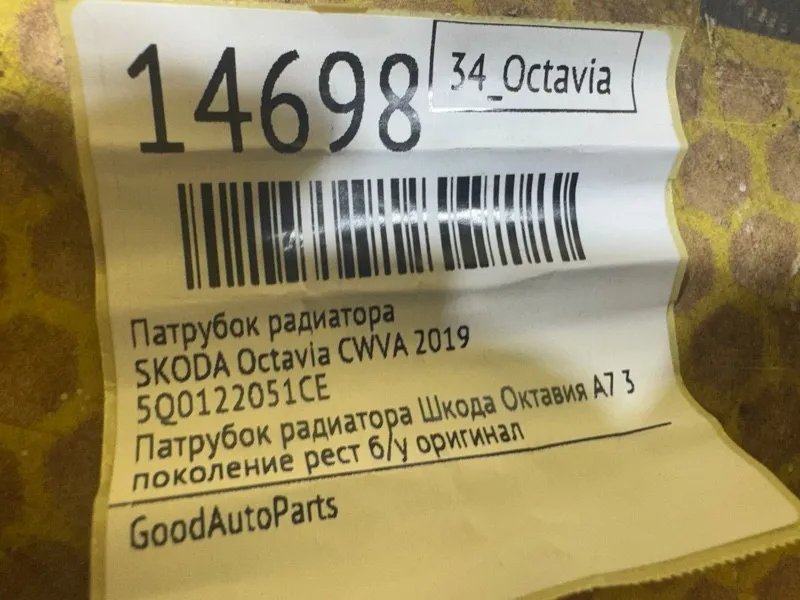 14698
34_Octavia
Патрубок радиатора
SKODA Octavia CWVA 2019
5Q0122051CE
Патрубок радиатора Шкода Октавия А7 3
поколение рест б/у оригинал
GoodAutoParts